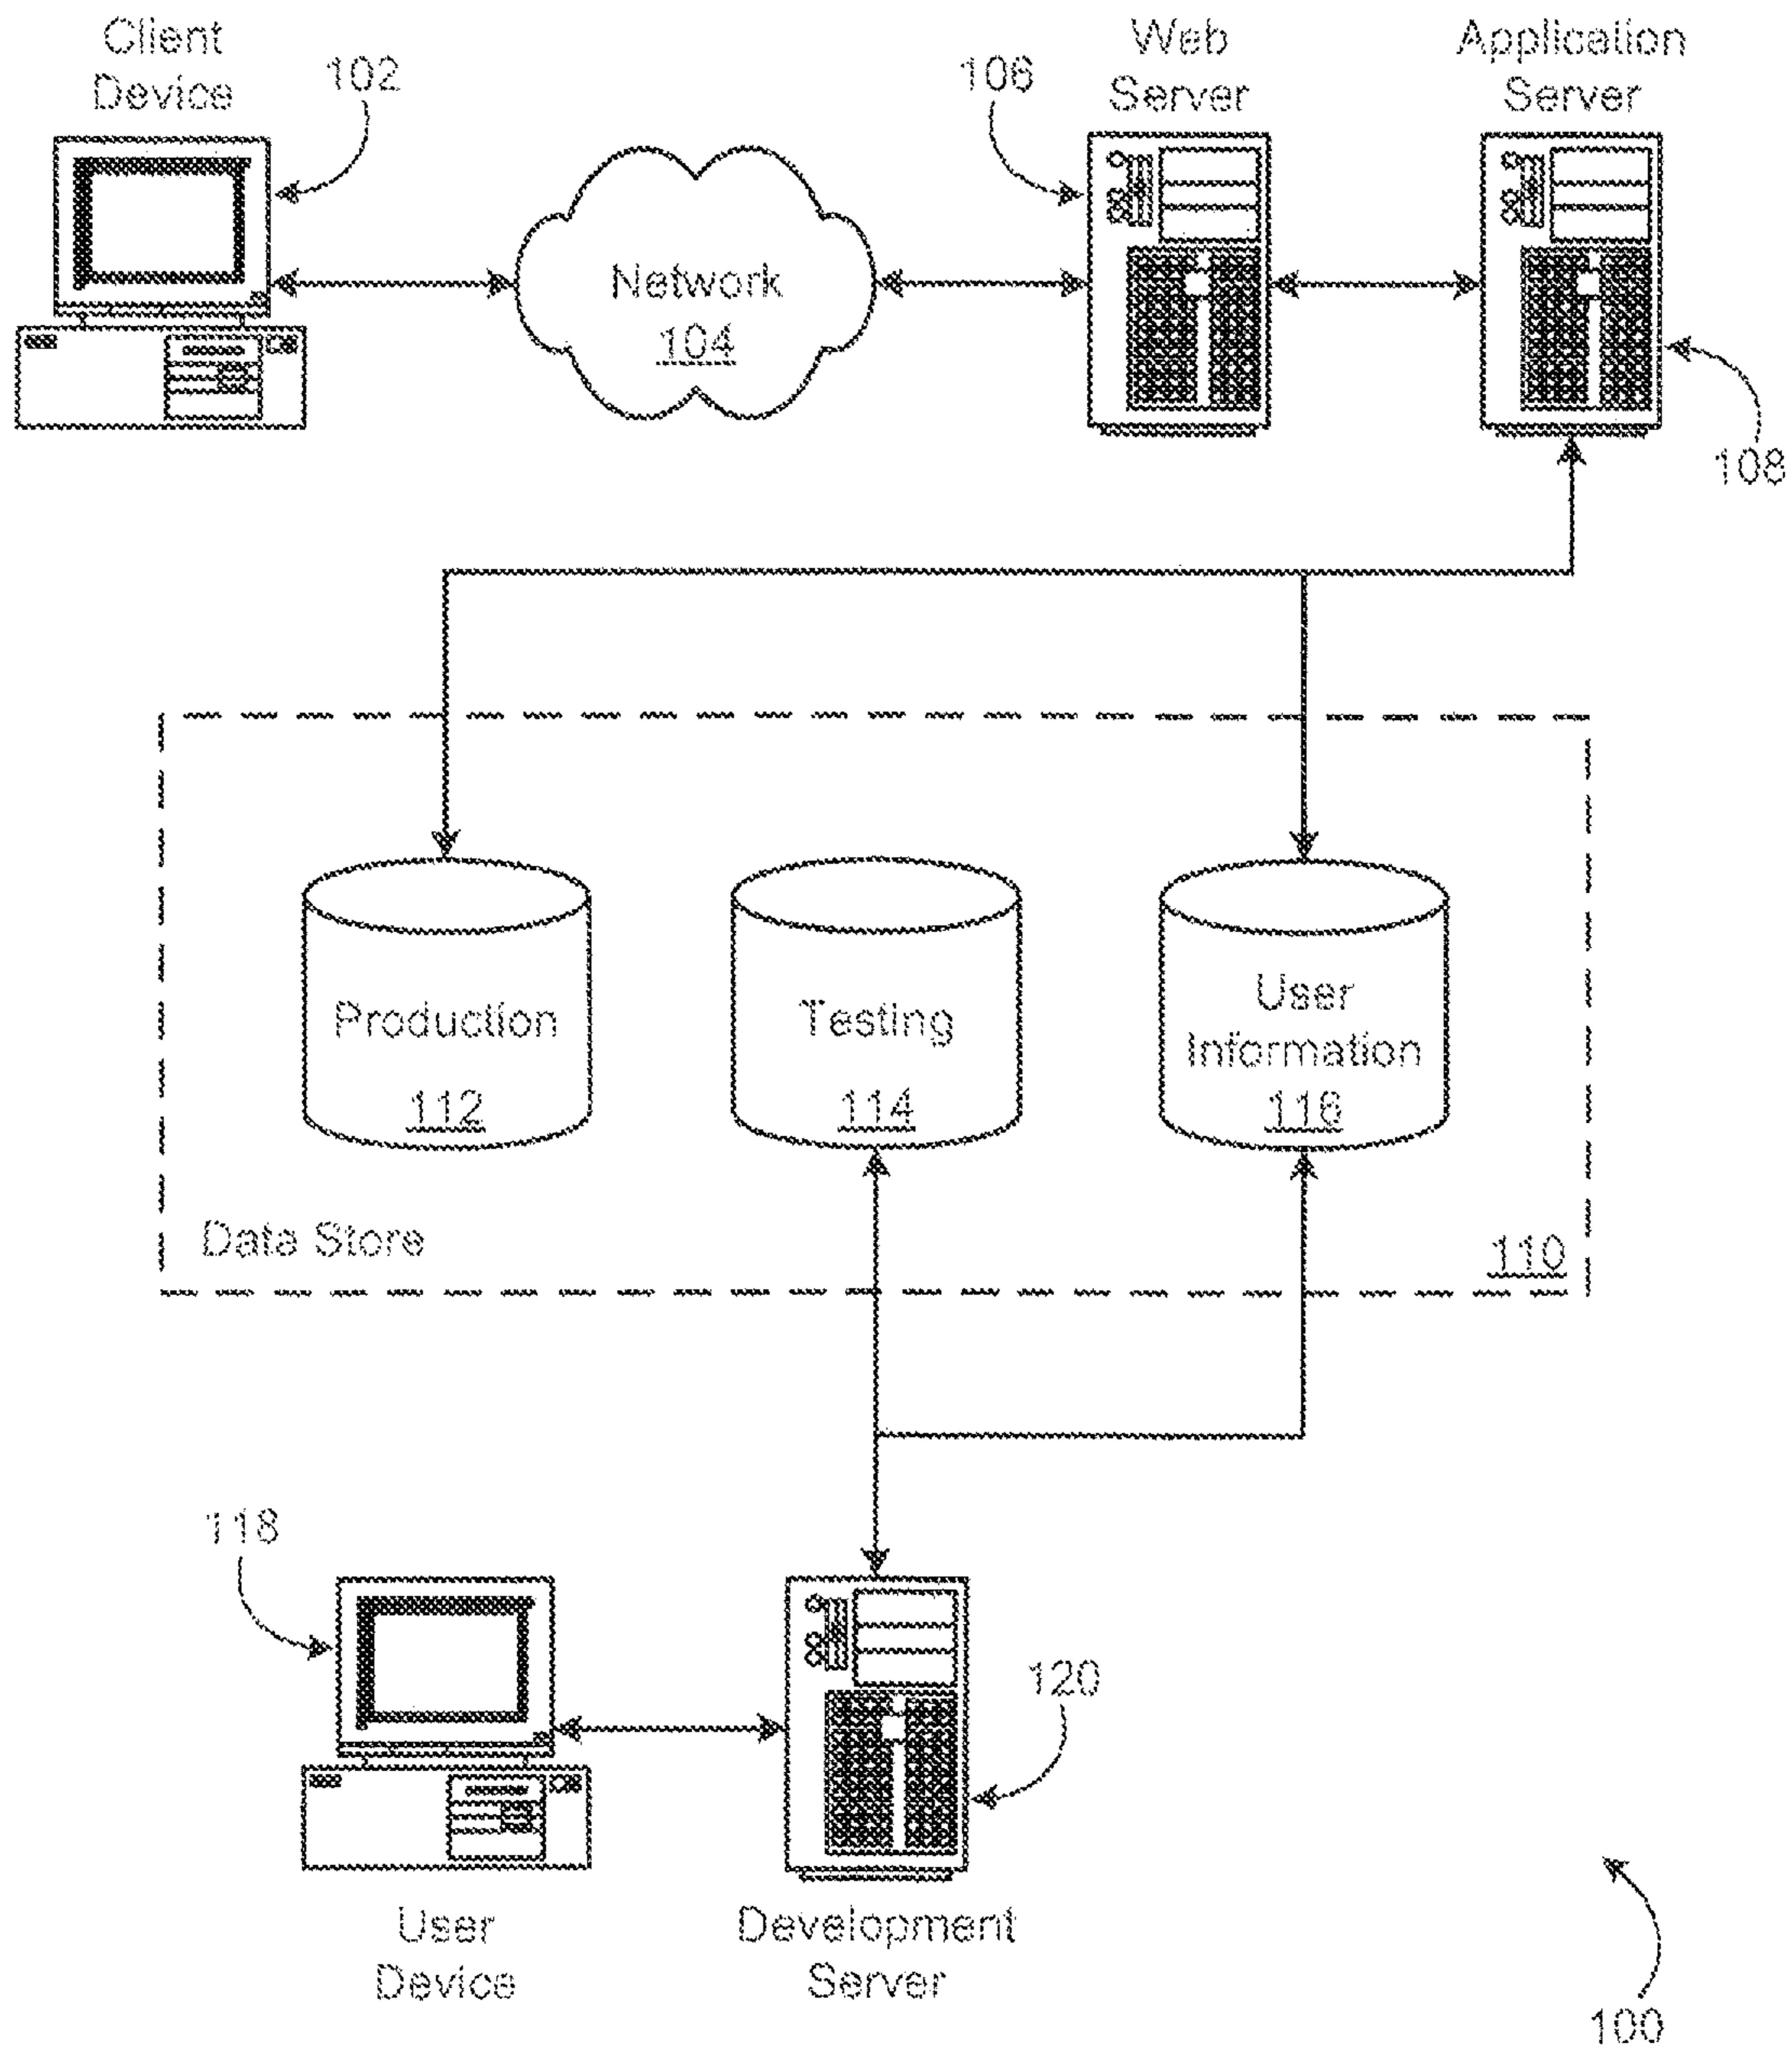 Client
Device
102
106
Web
Server
Application
Server
Network
104
108
Production
112
Testing
114
User
Information
116
Data Store
110
118
120
User
Device
Development
Server
100